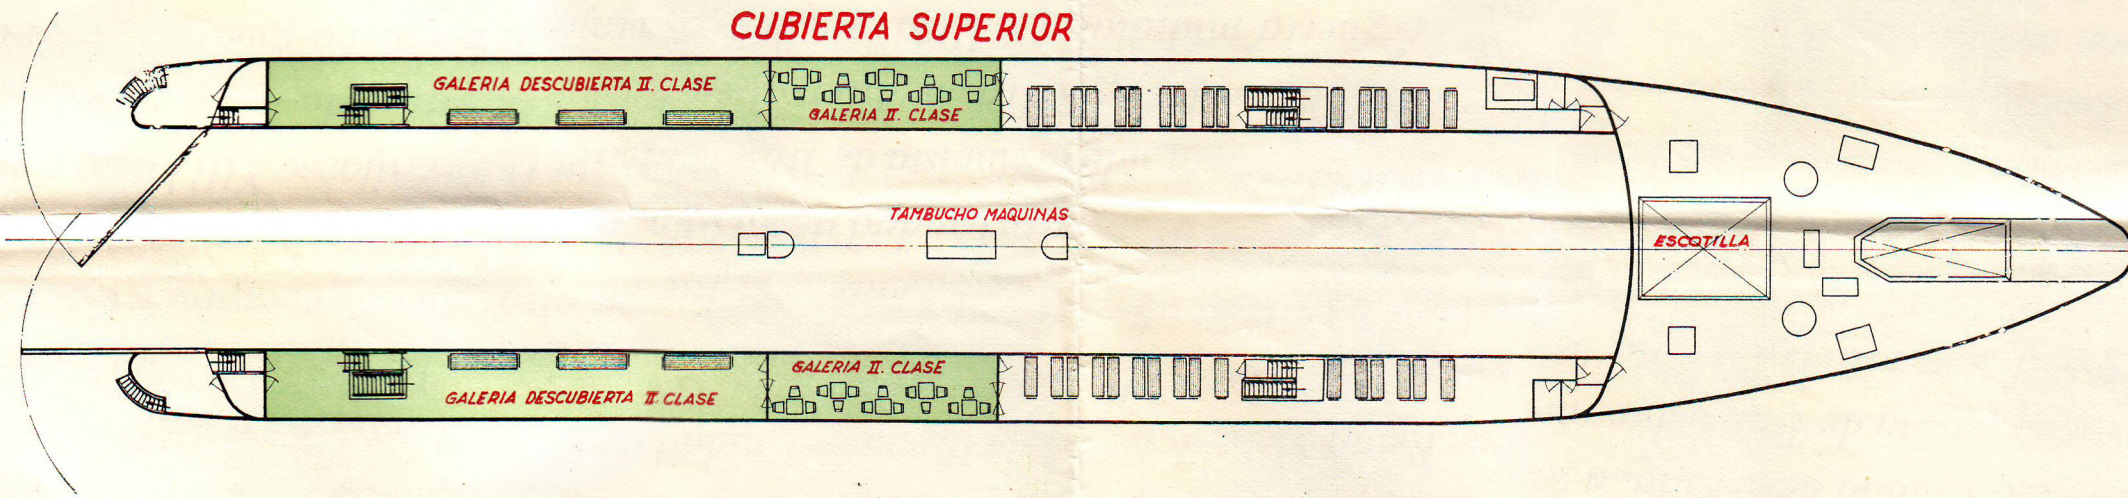 CUBIERTA SUPERIOR
GALERIA DESCUBIERTA II. CLASE
GALERIA II. CLASE
TAMBUCHO MAQUINAS
ESCOTILLA
GALERIA II. CLASE
GALERIA DESCUBIERTA II. CLASE